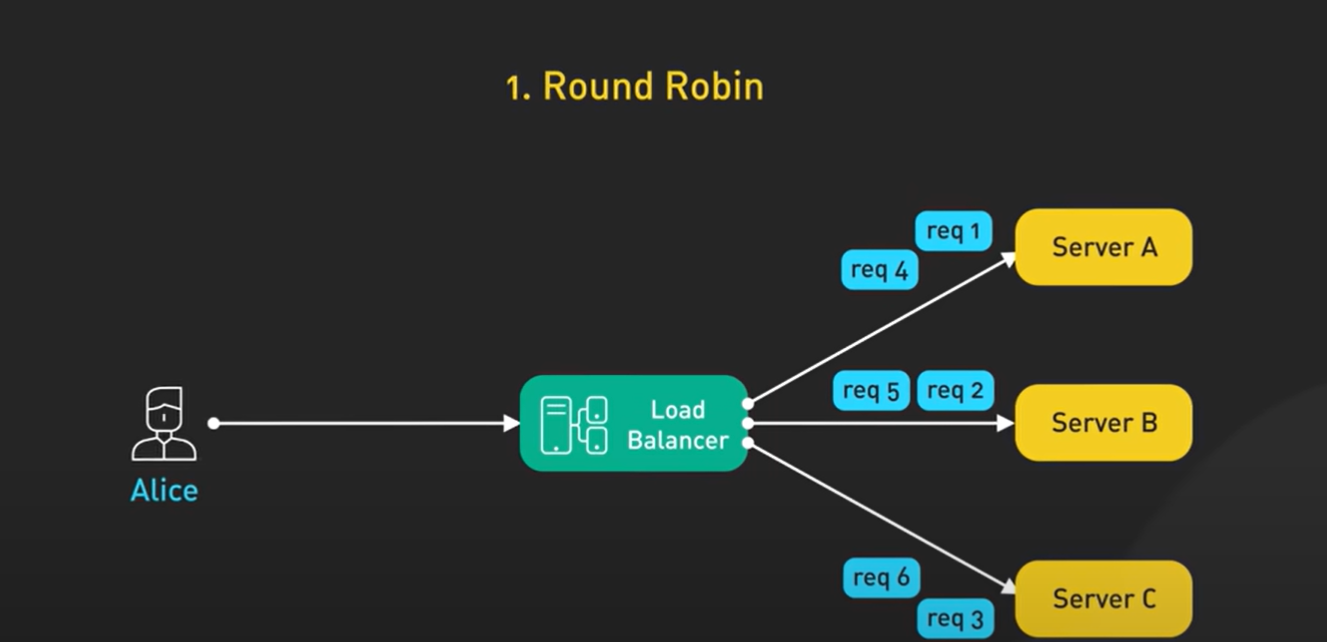 1. Round Robin
req 1
Server A
req 4
req 5
req 2
Server B
Load
Balancer
Alice
req 6
req 3
Server C